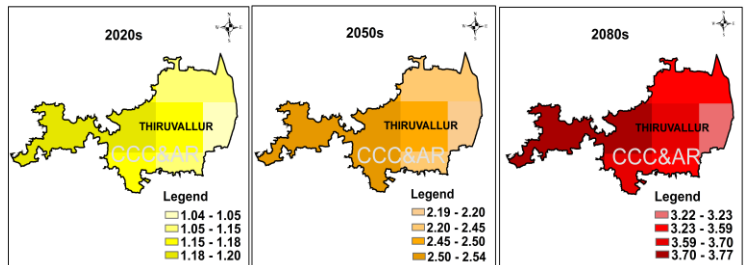 2020s
N
W
E
S
THIRUVALLUR
CCC&AR
Legend
1.04 - 1.05
1.05 - 1.15
1.15 - 1.18
1.18 - 1.20
2050s
N
W
E
S
THIRUVALLUR
CCC&AR
Legend
2.19 - 2.20
2.20 - 2.45
2.45 - 2.50
2.50 - 2.54
2080s
N
W
E
S
THIRUVALLUR
CCC&AR
Legend
3.22 - 3.23
3.23 - 3.59
3.59 - 3.70
3.70 - 3.77